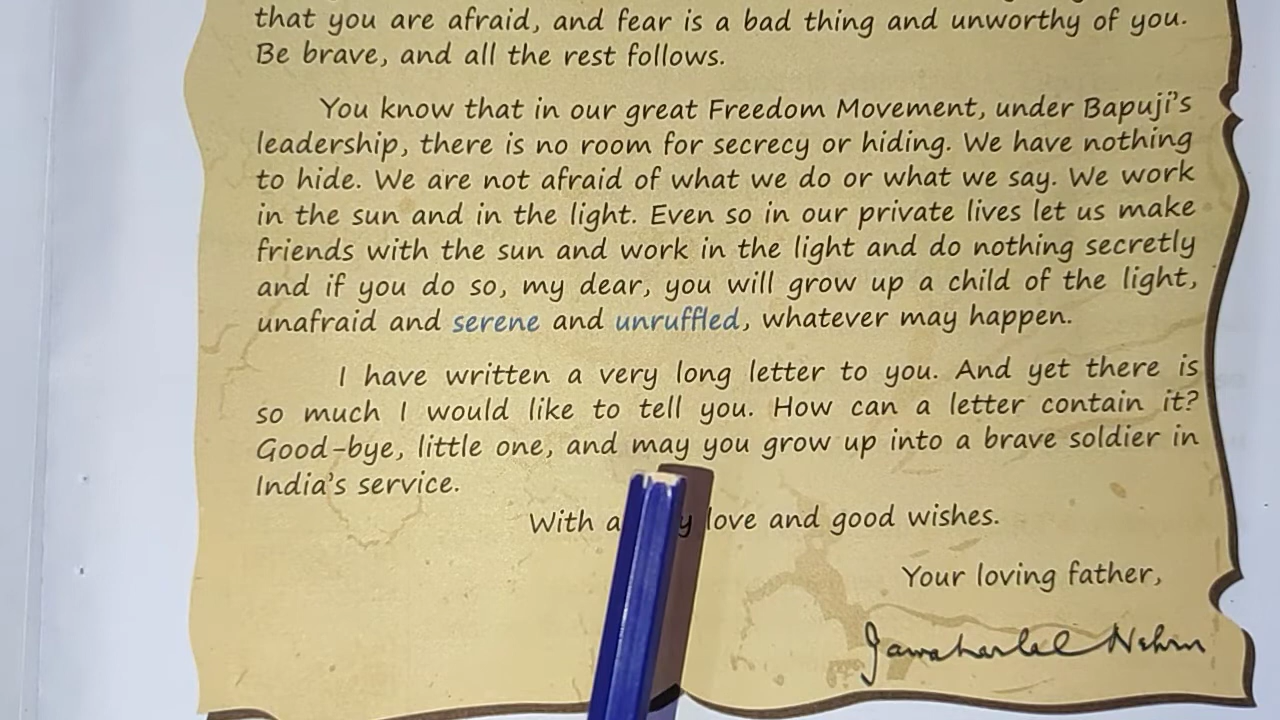 that you are afraid, and fear is a bad thing and unworthy of you.
Be brave, and all the rest follows.
You know that in our great Freedom Movement, under Bapuji's
leadership, there is no room for secrecy or hiding. We have nothing
to hide. We are not afraid of what we do or what we say. We work
in the sun and in the light. Even so in our private lives let us make
friends with the sun and work in the light and do nothing secretly
and if you do so, my dear, you will grow up a child of the light,
unafraid and serene and unruffled, whatever may happen.
I have written a very long letter to you. And yet there is
so much I would like to tell you. How can a letter contain it?
Good-bye, little one, and may you grow up into a brave soldier in
India's service.
With love and good wishes.
Your loving father,
Jawaharlal Nehru